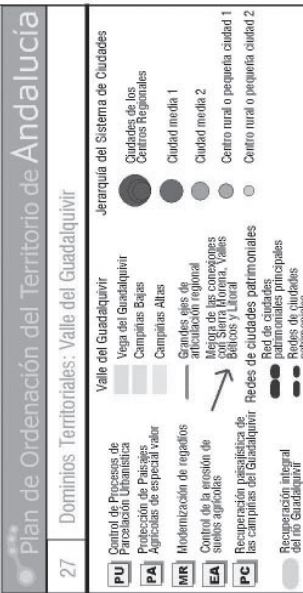 Plan de Ordenación del Territorio de Andalucía
27 Dominios Territoriales: Valle del Guadalquivir
PU Control de Procesos de
Parcelación Urbanística
PA Protección de Paisajes
Agrícolas de especial valor
MR Modernización de regadíos
EA Control de la erosión de
suelos agrícolas
PC Recuperación paisajística de
las campiñas del Guadalquivir
Recuperación integral
del río Guadalquivir
Valle del Guadalquivir
Vega del Guadalquivir
Campiñas Bajas
Campiñas Altas
Grandes ejes de
articulación regional
Mejora de las conexiones
con Sierra Morena, Valles
Béticos y Litoral
Redes de ciudades patrimoniales
Red de ciudades
patrimoniales principales
Redes de ciudades
Jerarquía del Sistema de Ciudades
Ciudades de los
Centros Regionales
Ciudad media 1
Ciudad media 2
Centro rural o pequeña ciudad 1
Centro rural o pequeña ciudad 2